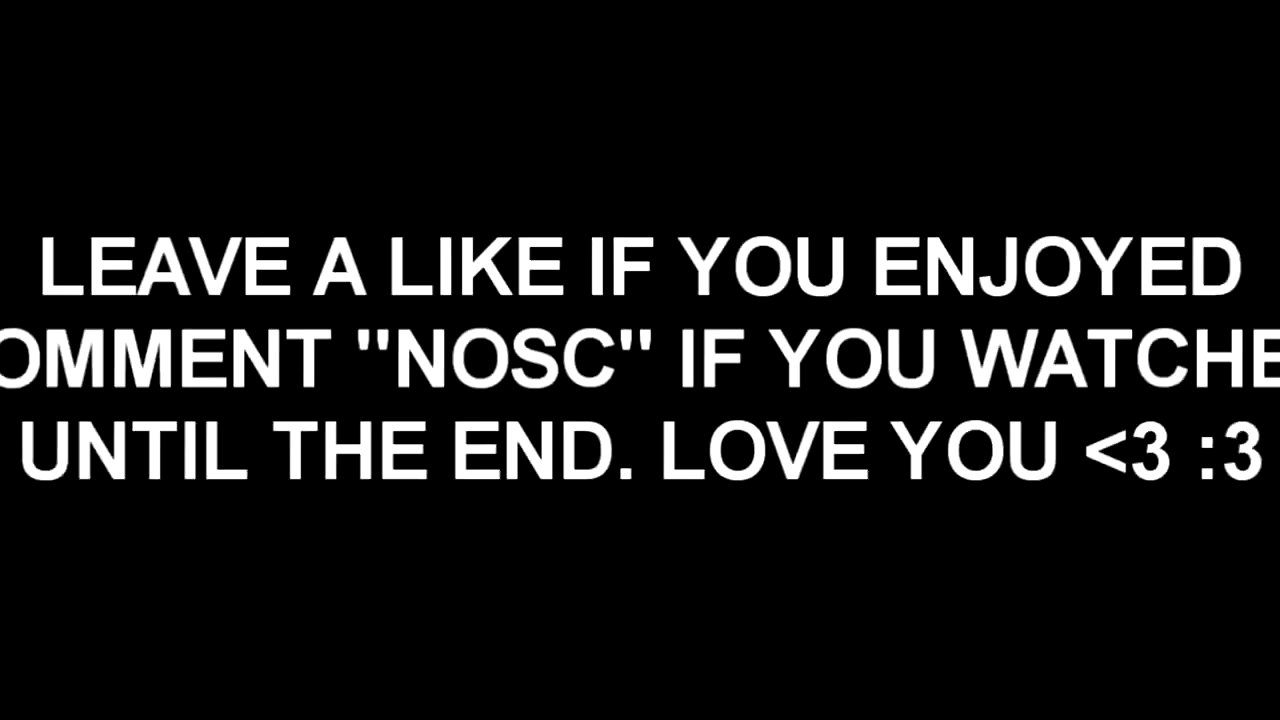 LEAVE A LIKE IF YOU ENJOYED
OMMENT "NOSC" IF YOU WATCHE
UNTIL THE END. LOVE YOU <3 :3